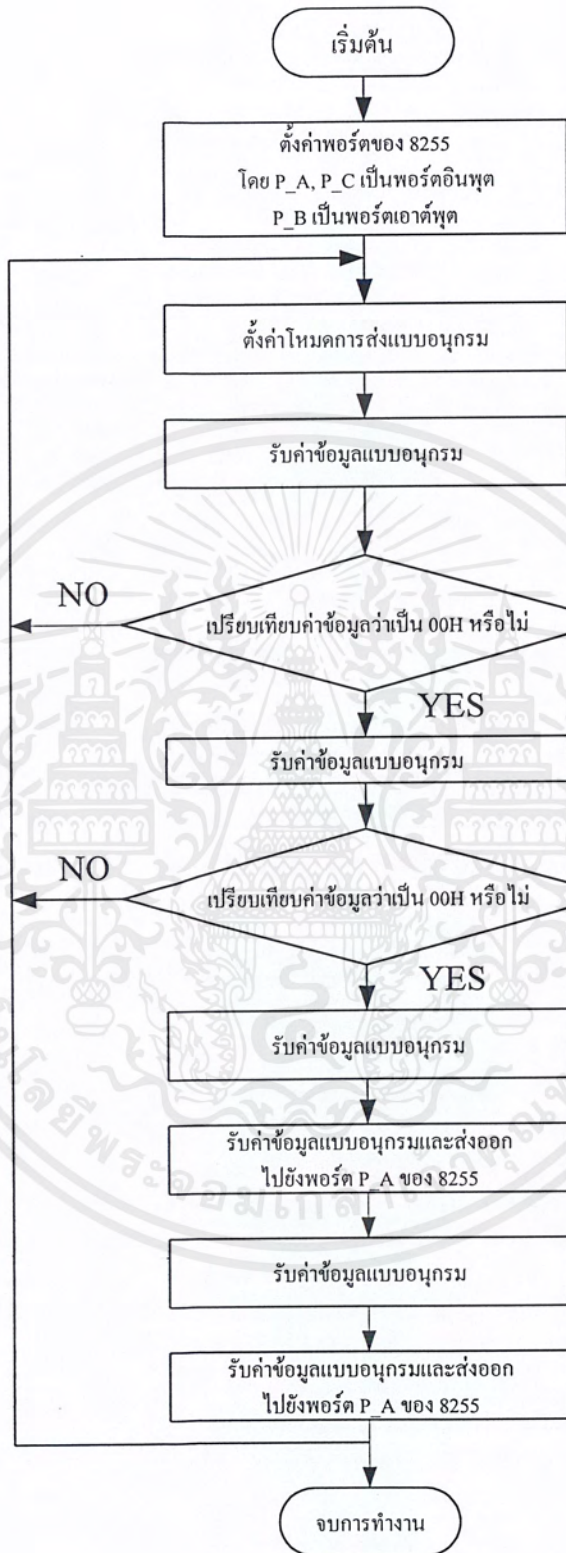 เริ่มต้น
ตั้งค่าพอร์ตของ 8255
โดย P_A, P_C เป็นพอร์ตอินพุต
P_B เป็นพอร์ตเอาต์พุต
ตั้งค่าโหมดการส่งแบบอนุกรม
รับค่าข้อมูลแบบอนุกรม
NO
เปรียบเทียบค่าข้อมูลว่าเป็น 00H หรือไม่
YES
รับค่าข้อมูลแบบอนุกรม
NO
เปรียบเทียบค่าข้อมูลว่าเป็น 00H หรือไม่
YES
รับค่าข้อมูลแบบอนุกรม
รับค่าข้อมูลแบบอนุกรมและส่งออก
ไปยังพอร์ต P_A ของ 8255
รับค่าข้อมูลแบบอนุกรม
รับค่าข้อมูลแบบอนุกรมและส่งออก
ไปยังพอร์ต P_A ของ 8255
จบการทำงาน